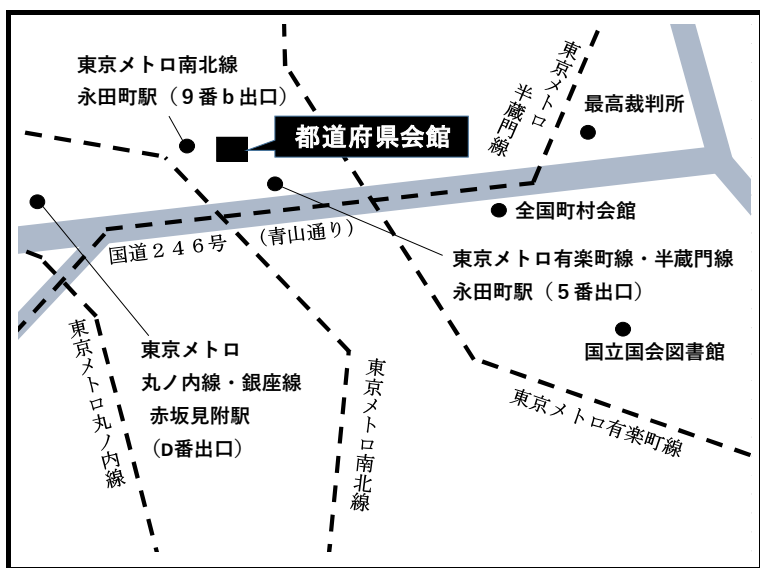 東京メトロ南北線
永田町駅（９番ｂ出口）
都道府県会館
東京メトロ
半蔵門線
最高裁判所
全国町村会館
国道２４６号　（青山通り）
東京メトロ有楽町線・半蔵門線
永田町駅（５番出口）
国立国会図書館
東京メトロ
丸ノ内線・銀座線
赤坂見附駅
（D番出口）
東京メトロ丸ノ内線
東京メトロ南北線
東京メトロ有楽町線